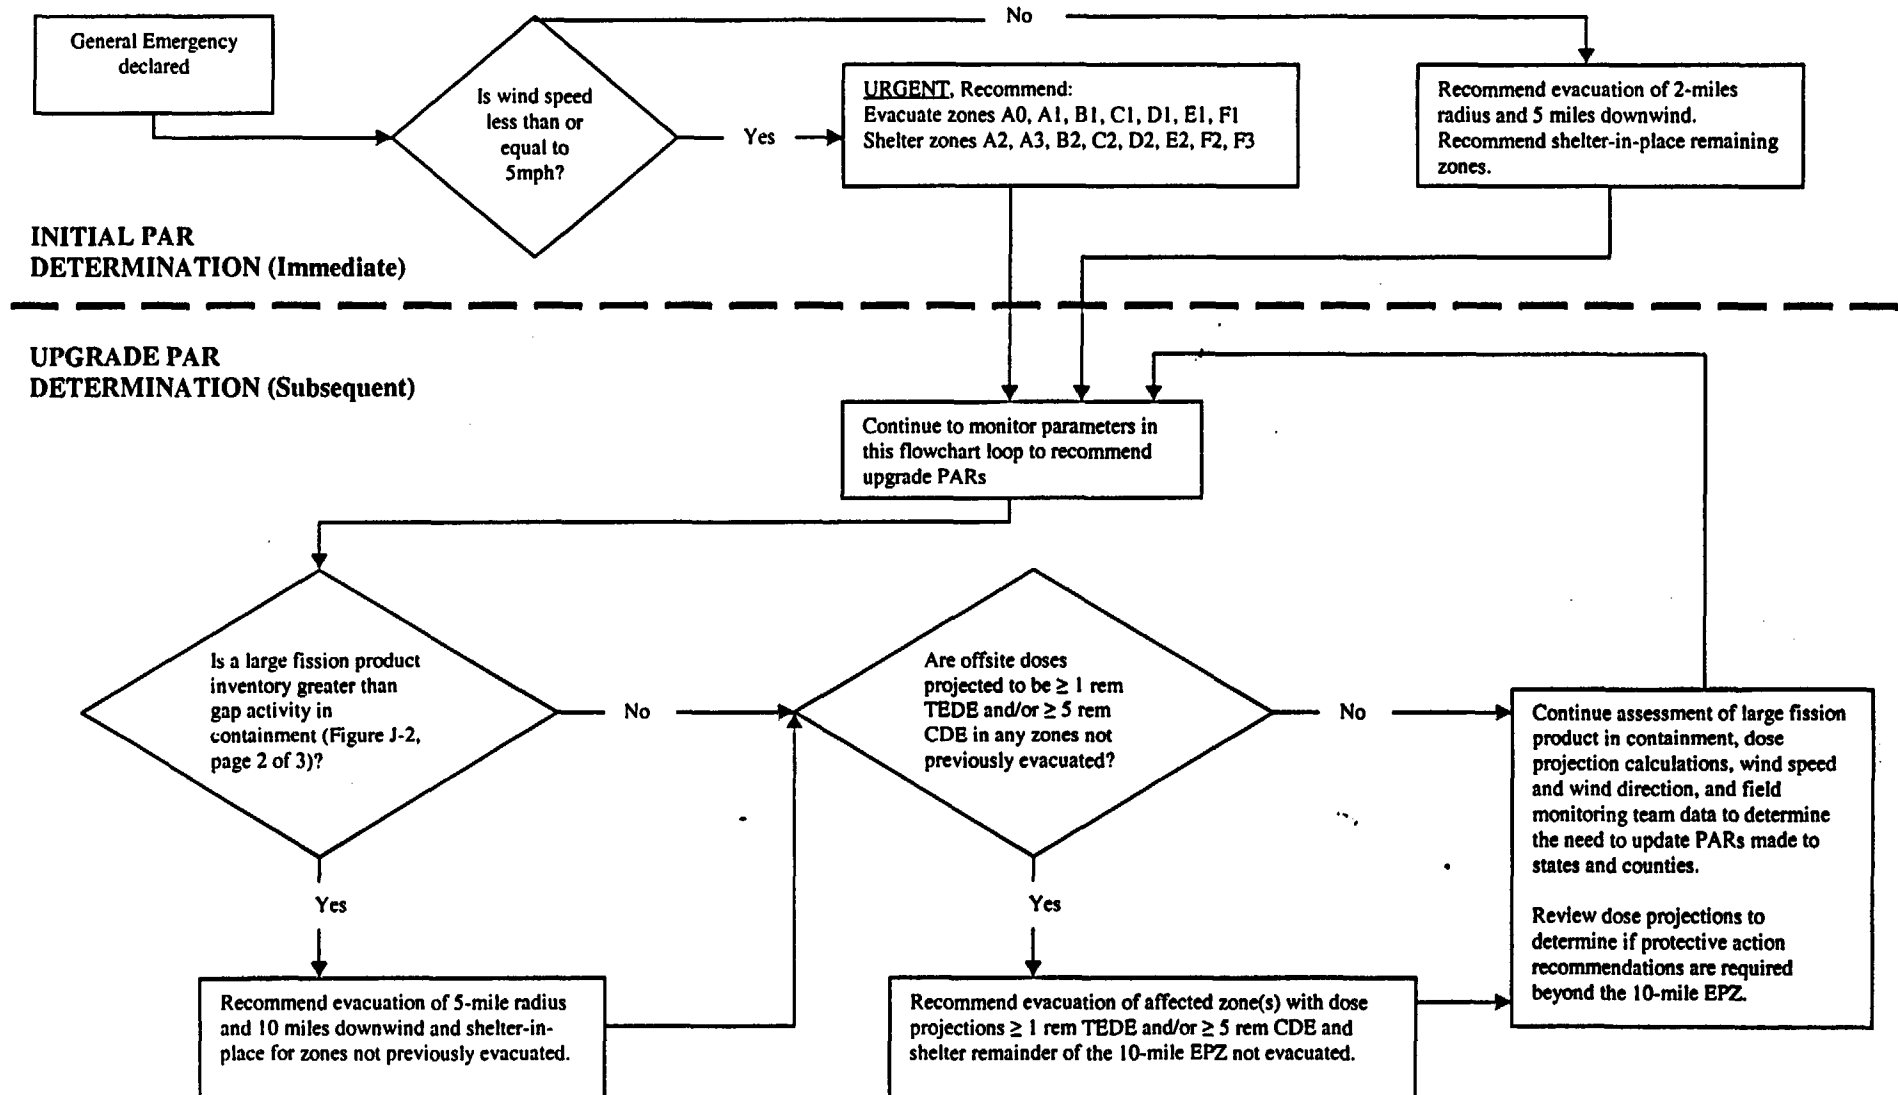 General Emergency
declared
Is wind speed
less than or
equal to
5mph?
No
Yes
URGENT, Recommend:
Evacuate zones A0, A1, B1, C1, D1, E1, F1
Shelter zones A2, A3, B2, C2, D2, E2, F2, F3
Recommend evacuation of 2-miles
radius and 5 miles downwind.
Recommend shelter-in-place remaining
zones.
INITIAL PAR
DETERMINATION (Immediate)
UPGRADE PAR
DETERMINATION (Subsequent)
Continue to monitor parameters in
this flowchart loop to recommend
upgrade PARs
Is a large fission product
inventory greater than
gap activity in
containment (Figure J-2,
page 2 of 3)?
No
Yes
Recommend evacuation of 5-mile radius
and 10 miles downwind and shelter-in-
place for zones not previously evacuated.
Are offsite doses
projected to be ≥ 1 rem
TEDE and/or ≥ 5 rem
CDE in any zones not
previously evacuated?
No
Yes
Recommend evacuation of affected zone(s) with dose
projections ≥ 1 rem TEDE and/or ≥ 5 rem CDE and
shelter remainder of the 10-mile EPZ not evacuated.
Continue assessment of large fission
product in containment, dose
projection calculations, wind speed
and wind direction, and field
monitoring team data to determine
the need to update PARs made to
states and counties.
Review dose projections to
determine if protective action
recommendations are required
beyond the 10-mile EPZ.